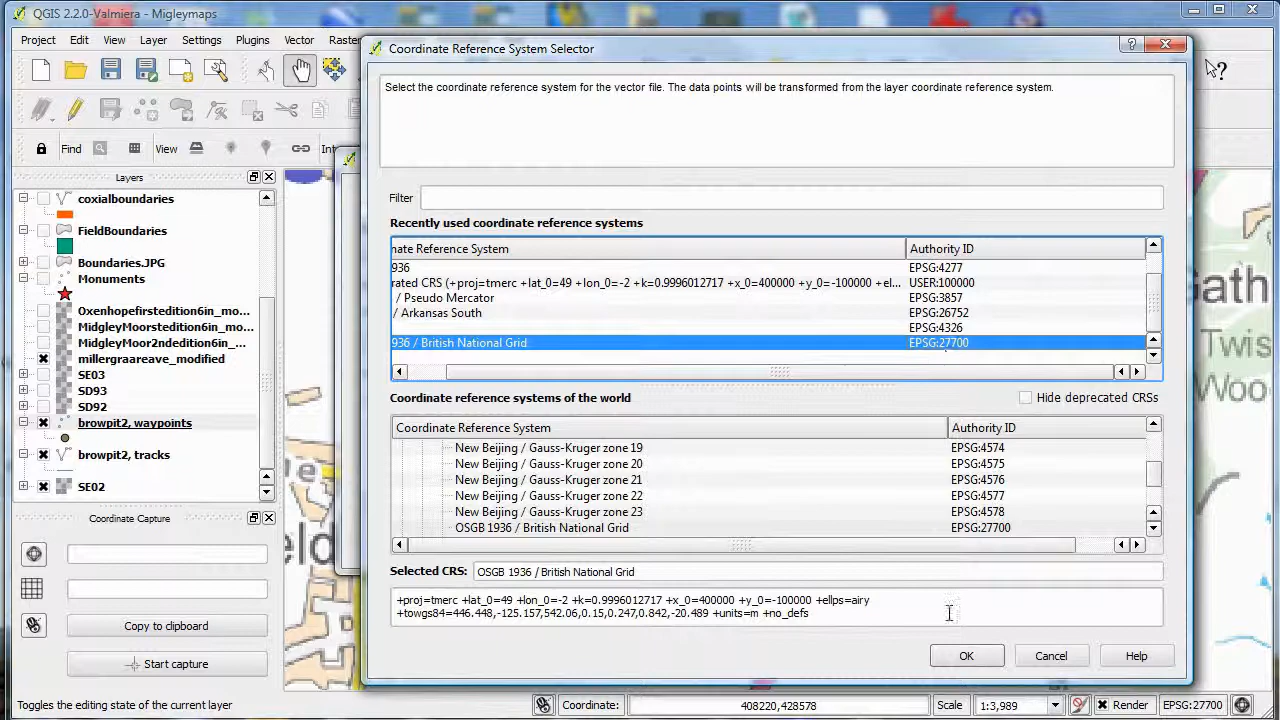 QGIS 2.2.0-Valmiera - Migleymaps
Project Edit View Layer Settings Plugins Vector Raster
Coordinate Reference System Selector
Select the coordinate reference system for the vector file. The data points will be transformed from the layer coordinate reference system.
Find View
Filter
Layers
coxialboundaries
FieldBoundaries
Boundaries.JPG
Monuments
Oxenhopefirstedition6in_mo...
MidgleyMoorstedition6in_mo...
MidgleyMoor2ndedition6in_m...
millergraareave_modified
SE03
SD93
SD92
browpit2, waypoints
browpit2, tracks
SE02
Recently used coordinate reference systems
nate Reference System Authority ID
936 EPSG:4277
rated CRS (+proj=tmerc +lat_0=49 +lon_0=-2 +k=0.9996012717 +x_0=400000 +y_0=-100000 +el... USER:100000
/ Pseudo Mercator EPSG:3857
/ Arkansas South EPSG:26752
EPSG:4326
936 / British National Grid EPSG:27700
Coordinate reference systems of the world Hide deprecated CRSs
Coordinate Reference System Authority ID
New Beijing / Gauss-Kruger zone 19 EPSG:4574
New Beijing / Gauss-Kruger zone 20 EPSG:4575
New Beijing / Gauss-Kruger zone 21 EPSG:4576
New Beijing / Gauss-Kruger zone 22 EPSG:4577
New Beijing / Gauss-Kruger zone 23 EPSG:4578
OSGB 1936 / British National Grid EPSG:27700
Selected CRS: OSGB 1936 / British National Grid
+proj=tmerc +lat_0=49 +lon_0=-2 +k=0.9996012717 +x_0=400000 +y_0=-100000 +ellps=airy
+towgs84=446.448,-125.157,542.06,0.15,0.247,0.842,-20.489 +units=m +no_defs
OK Cancel Help
Coordinate Capture
Copy to clipboard
Start capture
ath
Twis
Woo
eld
Toggles the editing state of the current layer Coordinate: 408220,428578 Scale 1:3,989 Render EPSG:27700